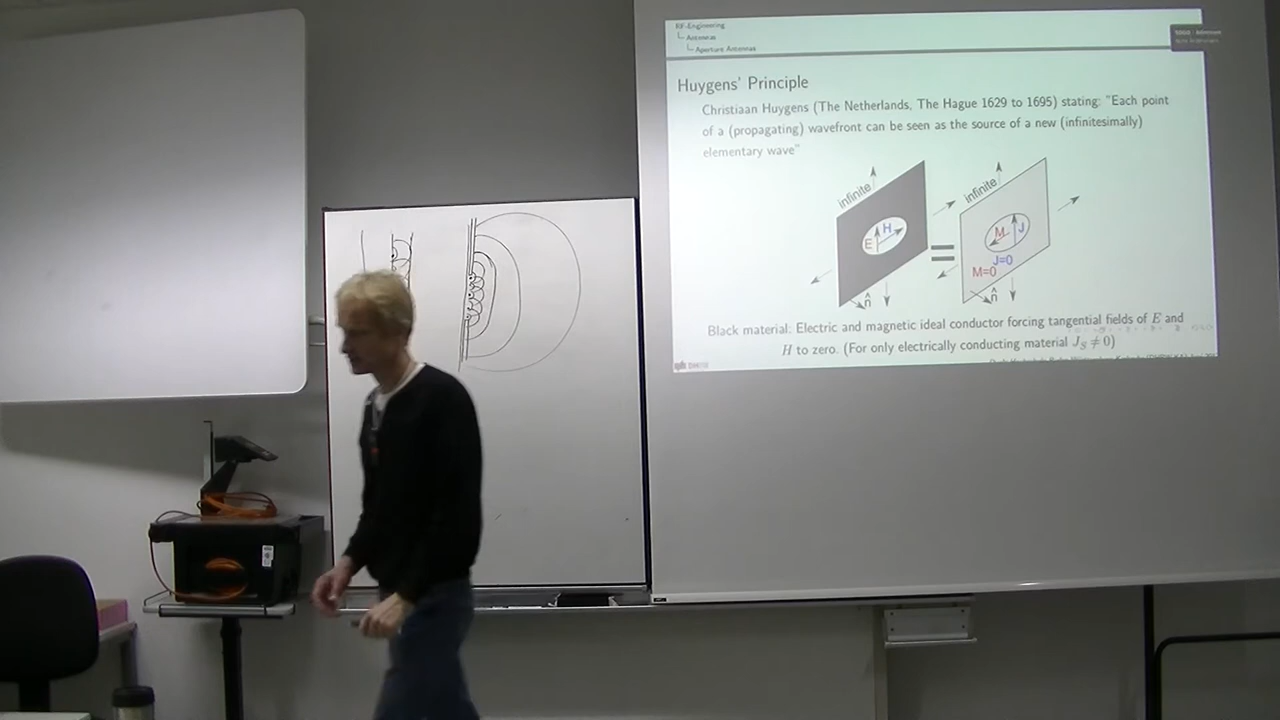 RF-Engineering
Antennas
Aperture Antennas
Huygens' Principle
Christiaan Huygens (The Netherlands, The Hague 1629 to 1695) stating: "Each point
of a (propagating) wavefront can be seen as the source of a new (infinitesimally)
elementary wave"
infinite
infinite
E H
=
M J
J=0
M=0
n̂
n̂
Black material: Electric and magnetic ideal conductor forcing tangential fields of E and
H to zero. (For only electrically conducting material J_S ≠ 0)